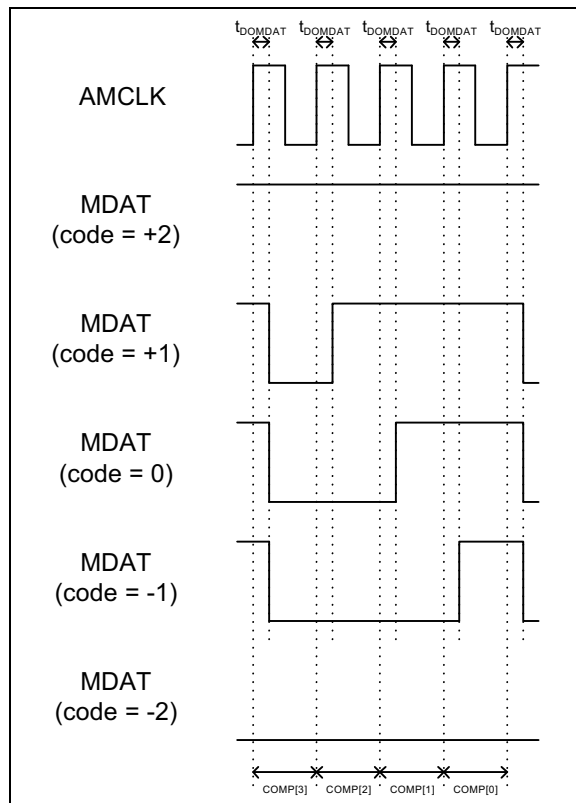 tDOMDAT tDOMDAT tDOMDAT tDOMDAT tDOMDAT
AMCLK
MDAT
(code = +2)
MDAT
(code = +1)
MDAT
(code = 0)
MDAT
(code = -1)
MDAT
(code = -2)
COMP[3] COMP[2] COMP[1] COMP[0]